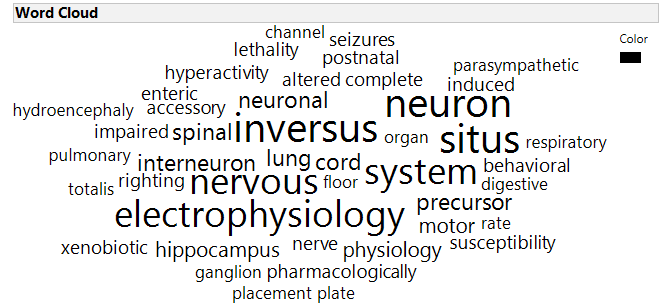 Word Cloud
channel
Color
lethality seizures
postnatal
hyperactivity altered complete parasympathetic
induced
enteric
hydroencephaly accessory neuronal neuron
impaired spinal inversus organ situs respiratory
pulmonary interneuron lung cord system behavioral
totalis righting nervous floor digestive
electrophysiology precursor
motor rate
xenobiotic hippocampus nerve physiology susceptibility
ganglion pharmacologically
placement plate